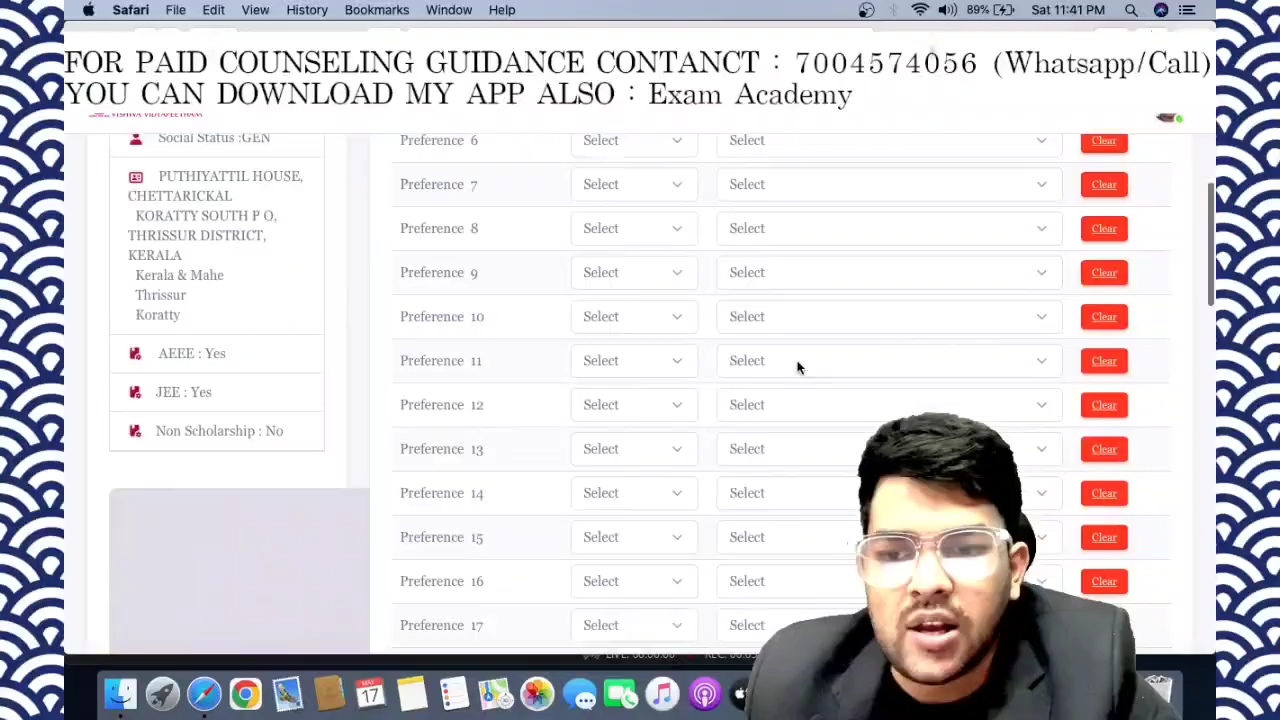 Safari File Edit View History Bookmarks Window Help 89% Sat 11:41 PM
FOR PAID COUNSELING GUIDANCE CONTANCT : 7004574056 (Whatsapp/Call)
YOU CAN DOWNLOAD MY APP ALSO : Exam Academy
Social Status :GEN
PUTHIYATTIL HOUSE,
CHETTARICKAL
KORATTY SOUTH P O,
THRISSUR DISTRICT,
KERALA
Kerala & Mahe
Thrissur
Koratty
AEEE : Yes
JEE : Yes
Non Scholarship : No
Preference 6 Select Select Clear
Preference 7 Select Select Clear
Preference 8 Select Select Clear
Preference 9 Select Select Clear
Preference 10 Select Select Clear
Preference 11 Select Select Clear
Preference 12 Select Select Clear
Preference 13 Select Select Clear
Preference 14 Select Select Clear
Preference 15 Select Select Clear
Preference 16 Select Select Clear
Preference 17 Select Select
MAY
17